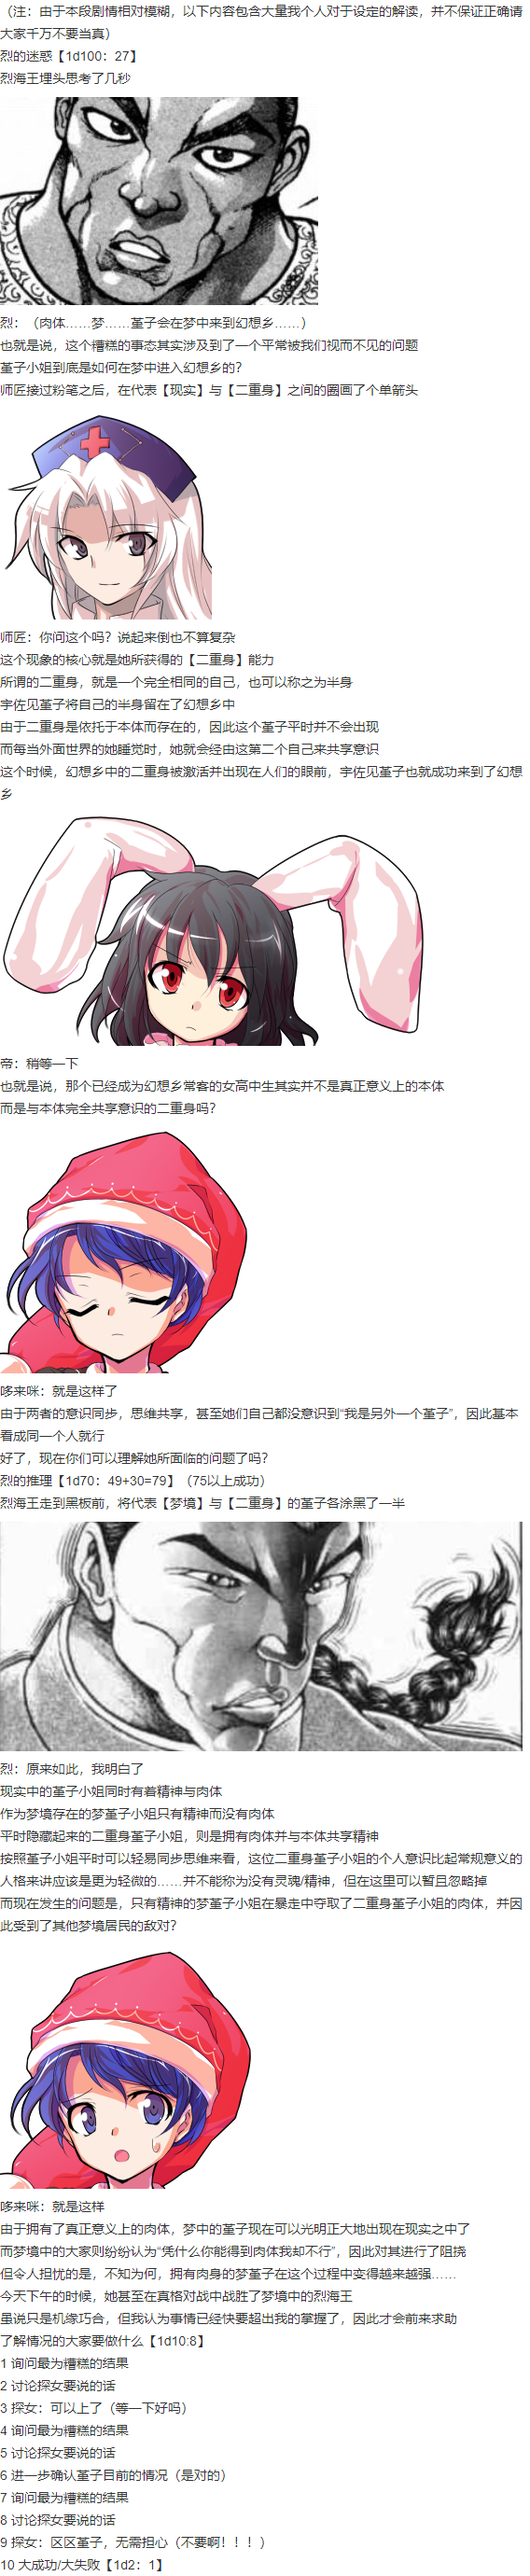 （注：由于本段剧情相对模糊，以下内容包含大量我个人对于设定的解读，并不保证正确请
大家千万不要当真）
烈的迷惑【1d100：27】
烈海王埋头思考了几秒
烈：（肉体……梦……堇子会在梦中来到幻想乡……）
也就是说，这个糟糕的事态其实涉及到了一个平常被我们视而不见的问题
堇子小姐到底是如何在梦中进入幻想乡的？
师匠接过粉笔之后，在代表【现实】与【二重身】之间的圈画了个单箭头
师匠：你问这个吗？说起来倒也不算复杂
这个现象的核心就是她所获得的【二重身】能力
所谓的二重身，就是一个完全相同的自己，也可以称之为半身
宇佐见堇子将自己的半身留在了幻想乡中
由于二重身是依托于本体而存在的，因此这个堇子平时并不会出现
而每当外面世界的她睡觉时，她就会经由这第二个自己来共享意识
这个时候，幻想乡中的二重身被激活并出现在人们的眼前，宇佐见堇子也就成功来到了幻想
乡
帝：稍等一下
也就是说，那个已经成为幻想乡常客的女高中生其实并不是真正意义上的本体
而是与本体完全共享意识的二重身吗？
哆来咪：就是这样了
由于两者的意识同步，思维共享，甚至她们自己都没意识到“我是另外一个堇子”，因此基本
看成同一个人就行
好了，现在你们可以理解她所面临的问题了吗？
烈的推理【1d70：49+30=79】（75以上成功）
烈海王走到黑板前，将代表【梦境】与【二重身】的堇子各涂黑了一半
烈：原来如此，我明白了
现实中的堇子小姐同时有着精神与肉体
作为梦境存在的梦堇子小姐只有精神而没有肉体
平时隐藏起来的二重身堇子小姐，则是拥有肉体并与本体共享精神
按照堇子小姐平时可以轻易同步思维来看，这位二重身堇子小姐的个人意识比起常规意义的
人格来讲应该是更为轻微的……并不能称为没有灵魂/精神，但在这里可以暂且忽略掉
而现在发生的问题是，只有精神的梦堇子小姐在暴走中夺取了二重身堇子小姐的肉体，并因
此受到了其他梦境居民的敌对？
哆来咪：就是这样
由于拥有了真正意义上的肉体，梦中的堇子现在可以光明正大地出现在现实之中了
而梦境中的大家则纷纷认为“凭什么你能得到肉体我却不行”，因此对其进行了阻挠
但令人担忧的是，不知为何，拥有肉身的梦堇子在这个过程中变得越来越强……
今天下午的时候，她甚至在真格对战中战胜了梦境中的烈海王
虽说只是机缘巧合，但我认为事情已经快要超出我的掌握了，因此才会前来求助
了解情况的大家要做什么【1d10:8】
1 询问最为糟糕的结果
2 讨论探女要说的话
3 探女：可以上了（等一下好吗）
4 询问最为糟糕的结果
5 讨论探女要说的话
6 进一步确认堇子目前的情况（是对的）
7 询问最为糟糕的结果
8 讨论探女要说的话
9 探女：区区堇子，无需担心（不要啊！！！）
10 大成功/大失败【1d2：1】